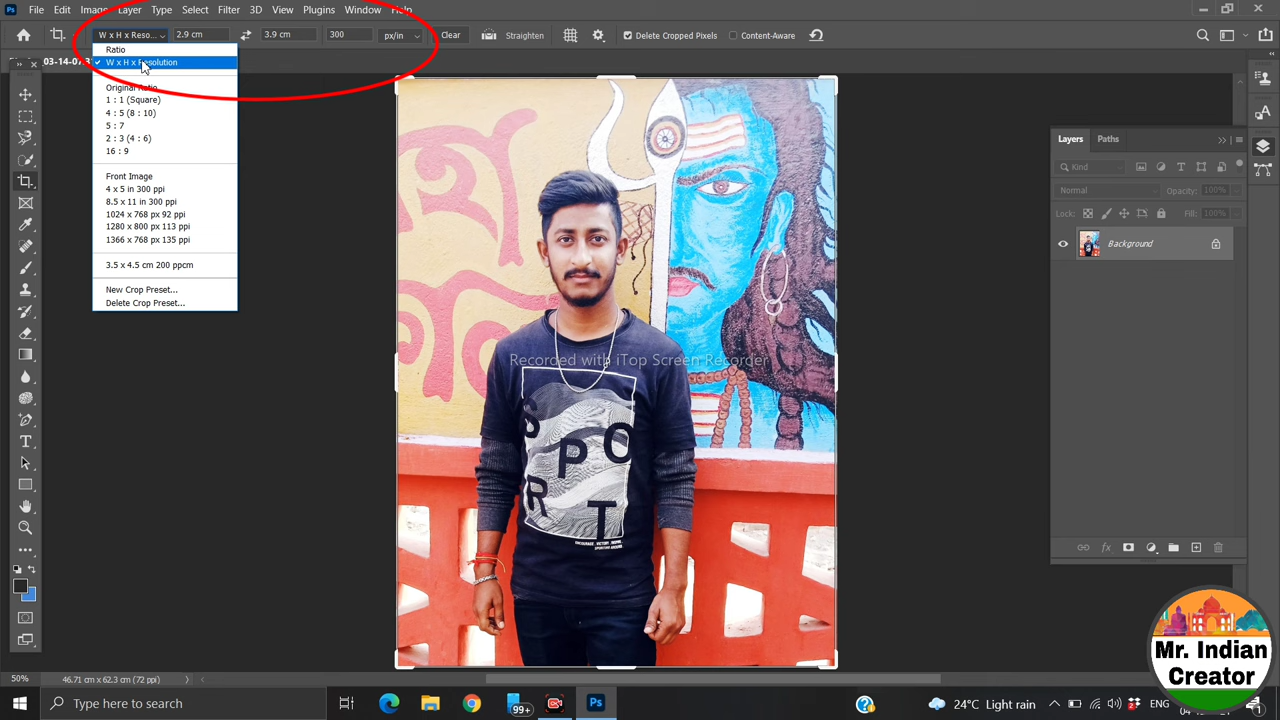 Ps File Edit Image Layer Type Select Filter 3D View Plugins Window Help
W x H x Reso... 2.9 cm 3.9 cm 300 px/in Clear Straighten Delete Cropped Pixels Content-Aware
Ratio
W x H x Resolution
Original Ratio
1 : 1 (Square)
4 : 5 (8 : 10)
5 : 7
2 : 3 (4 : 6)
16 : 9
Front Image
4 x 5 in 300 ppi
8.5 x 11 in 300 ppi
1024 x 768 px 92 ppi
1280 x 800 px 113 ppi
1366 x 768 px 135 ppi
3.5 x 4.5 cm 200 ppcm
New Crop Preset...
Delete Crop Preset...
Recorded with iTop Screen Recorder
SPORT
Layers Paths
Kind
Normal Opacity: 100%
Lock: Fill: 100%
Background
50% 46.71 cm x 62.3 cm (72 ppi)
Type here to search
99+
Ps
24°C Light rain
ENG
Mr. Indian
Creator